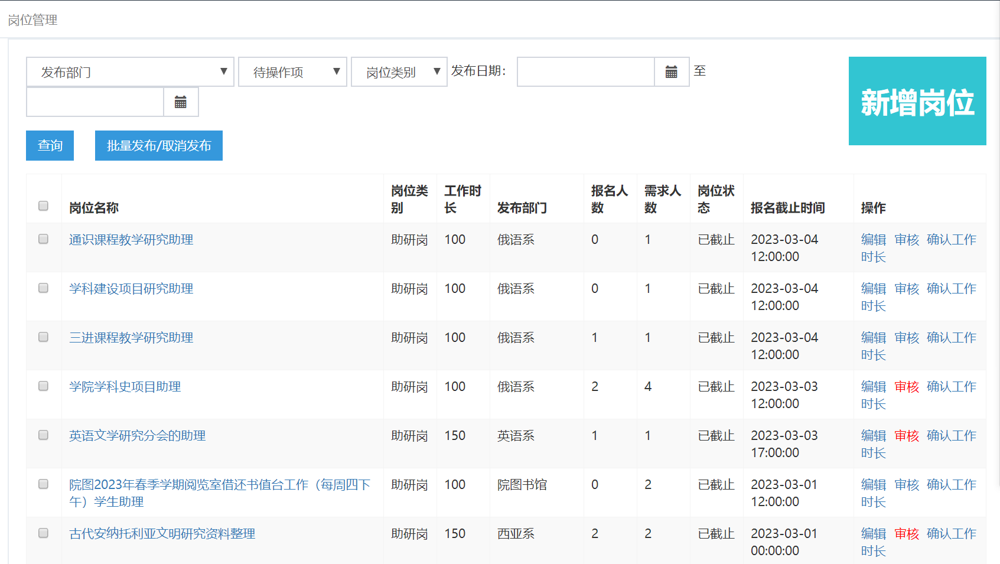 岗位管理
发布部门 待操作项 岗位类别 发布日期： 至
新增岗位
查询 批量发布/取消发布
岗位名称 岗位类别 工作时长 发布部门 报名人数 需求人数 岗位状态 报名截止时间 操作
通识课程教学研究助理 助研岗 100 俄语系 0 1 已截止 2023-03-04 12:00:00 编辑 审核 确认工作时长
学科建设项目研究助理 助研岗 100 俄语系 0 1 已截止 2023-03-04 12:00:00 编辑 审核 确认工作时长
三进课程教学研究助理 助研岗 100 俄语系 1 1 已截止 2023-03-04 12:00:00 编辑 审核 确认工作时长
学院学科史项目助理 助研岗 100 俄语系 2 4 已截止 2023-03-03 12:00:00 编辑 审核 确认工作时长
英语文学研究分会的助理 助研岗 150 英语系 1 1 已截止 2023-03-03 17:00:00 编辑 审核 确认工作时长
院图2023年春季学期阅览室借还书值台工作（每周四下午）学生助理 助研岗 100 院图书馆 0 2 已截止 2023-03-01 12:00:00 编辑 审核 确认工作时长
古代安纳托利亚文明研究资料整理 助研岗 150 西亚系 2 2 已截止 2023-03-01 00:00:00 编辑 审核 确认工作时长